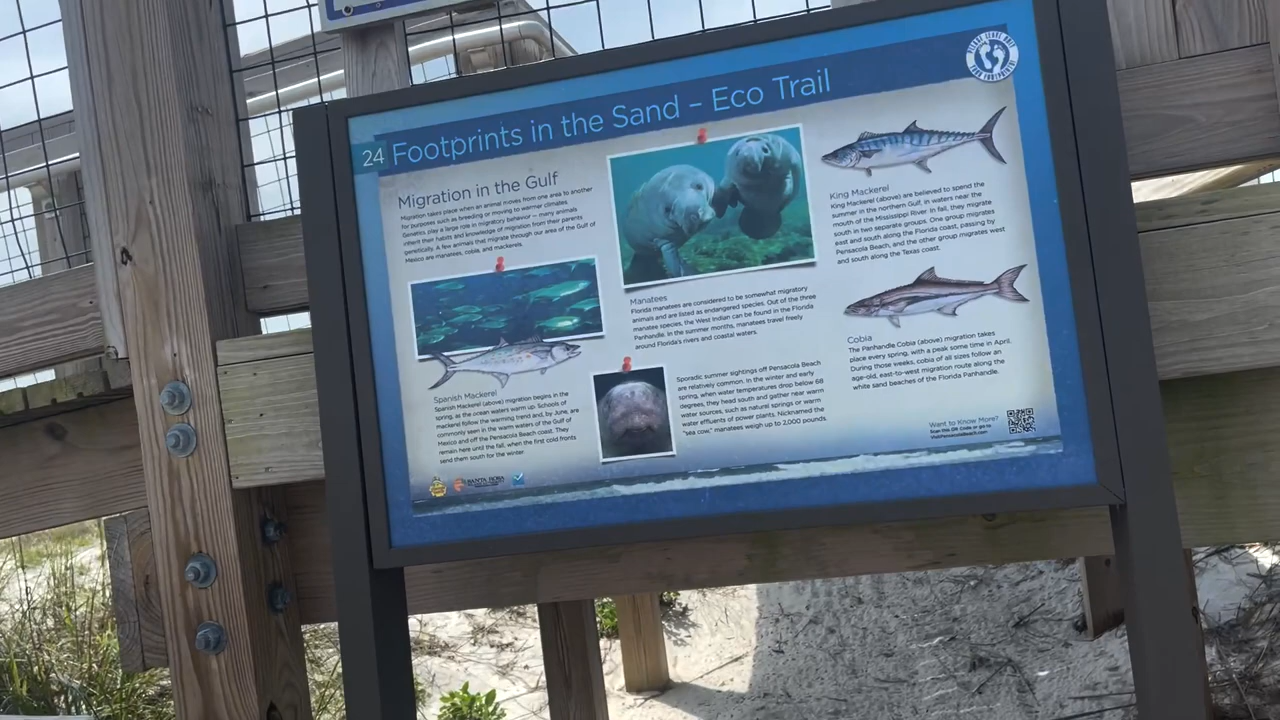 24 Footprints in the Sand – Eco Trail
LEAVE ONLY YOUR FOOTPRINTS
Migration in the Gulf
Migration takes place when an animal moves from one area to another
for purposes such as breeding or moving to warmer climates.
Genetics play a large role in migratory behavior – many animals
inherit their habits and knowledge of migration from their parents
genetically. A few animals that migrate through our area of the Gulf of
Mexico are manatees, cobia, and mackerels.
Spanish Mackerel
Spanish Mackerel (above) migration begins in the
spring, as the ocean waters warm up. Schools of
mackerel follow the warming trend and, by June, are
commonly seen in the warm waters of the Gulf of
Mexico and off the Pensacola Beach coast. They
remain here until the fall, when the first cold fronts
send them south for the winter.
Manatees
Florida manatees are considered to be somewhat migratory
animals and are listed as endangered species. Out of the three
manatee species, the West Indian can be found in the Florida
Panhandle. In the summer months, manatees travel freely
around Florida's rivers and coastal waters.
Sporadic summer sightings off Pensacola Beach
are relatively common. In the winter and early
spring, when water temperatures drop below 68
degrees, they head south and gather near warm
water sources, such as natural springs or warm
water effluents of power plants. Nicknamed the
"sea cow," manatees weigh up to 2,000 pounds.
King Mackerel
King Mackerel (above) are believed to spend the
summer in the northern Gulf, in waters near the
mouth of the Mississippi River. In fall, they migrate
south in two separate groups. One group migrates
east and south along the Florida coast, passing by
Pensacola Beach, and the other group migrates west
and south along the Texas coast.
Cobia
The Panhandle Cobia (above) migration takes
place every spring, with a peak some time in April.
During those weeks, cobia of all sizes follow an
age-old, east-to-west migration route along the
white sand beaches of the Florida Panhandle.
Want to Know More?
Scan this QR Code or go to
VisitPensacolaBeach.com
SANTA ROSA